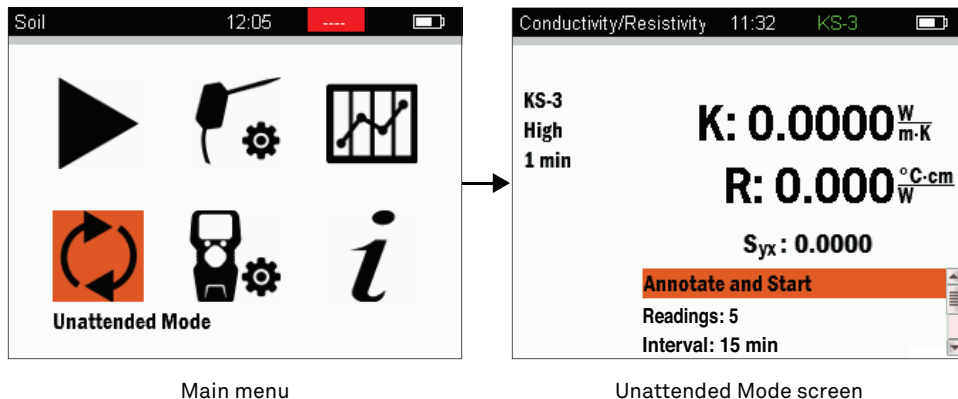 Soil 12:05 ----
Unattended Mode
Main menu
Conductivity/Resistivity 11:32 KS-3
KS-3
High
1 min
K: 0.0000 W/m·K
R: 0.000 °C·cm/W
Syx: 0.0000
Annotate and Start
Readings: 5
Interval: 15 min
Unattended Mode screen